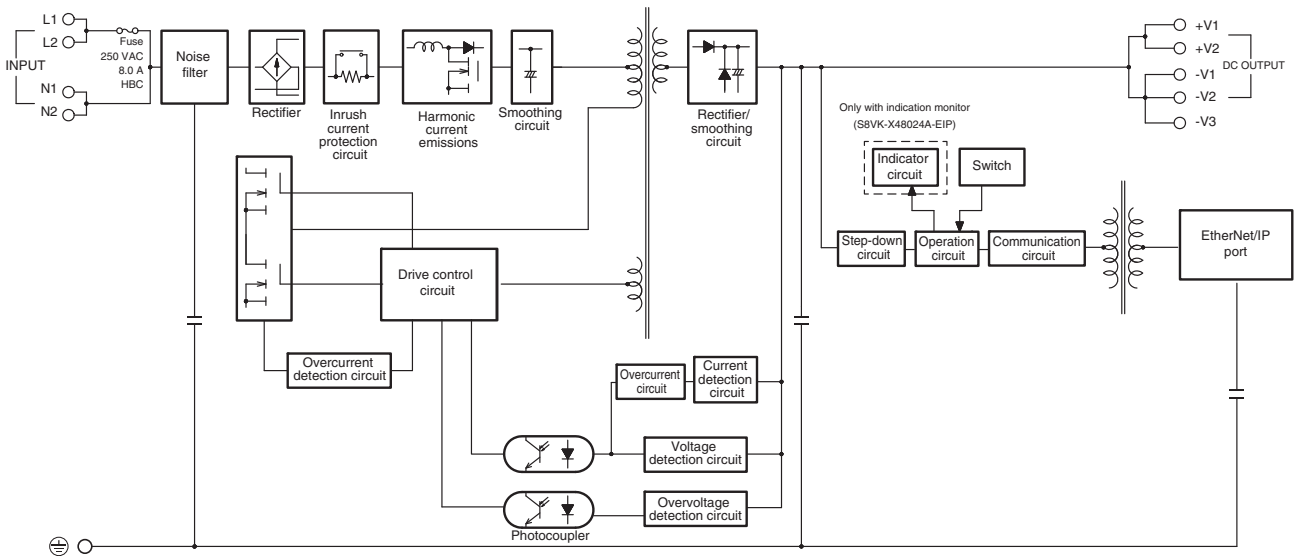 L1
L2
INPUT
N1
N2
Fuse
250 VAC
8.0 A
HBC
Noise
filter
Rectifier
Inrush
current
protection
circuit
Harmonic
current
emissions
Smoothing
circuit
Rectifier/
smoothing
circuit
+V1
+V2
DC OUTPUT
-V1
-V2
-V3
Only with indication monitor
(S8VK-X48024A-EIP)
Indicator
circuit
Switch
Step-down
circuit
Operation
circuit
Communication
circuit
EtherNet/IP
port
Drive control
circuit
Overcurrent
detection circuit
Overcurrent
circuit
Current
detection
circuit
Voltage
detection circuit
Overvoltage
detection circuit
Photocoupler